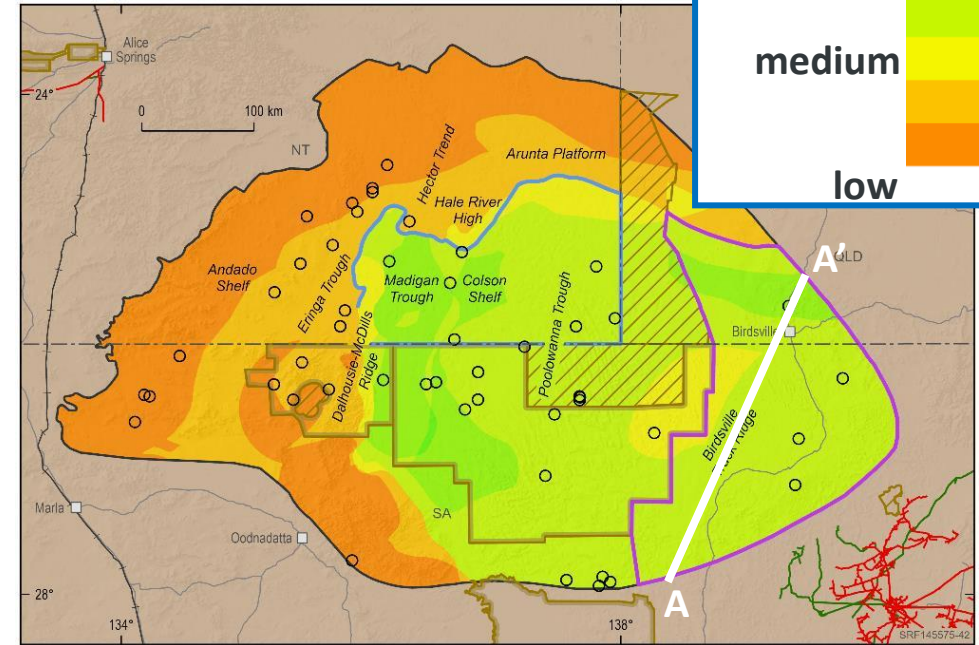 medium
low
Alice
Springs
24°
0 100 km
NT
Hector Trend
Arunta Platform
Hale River
High
Andado
Shelf
Eringa Trough
Madigan
Trough
Colson
Shelf
Poolowanna Trough
A'
QLD
Birdsville
Dalhousie-McDills
Ridge
Birdsville
Ridge
Marla
Oodnadatta
SA
28°
A
134°
138°
SRF145575-42